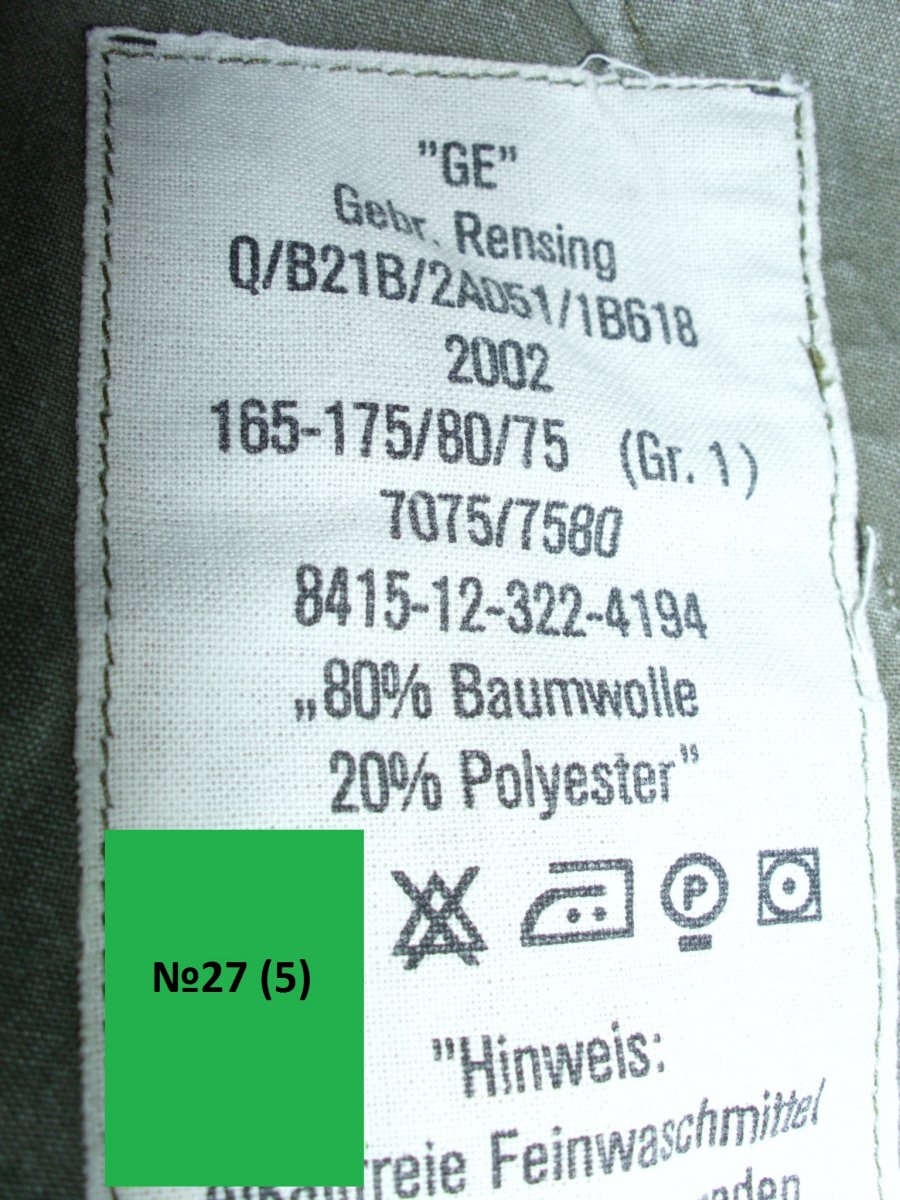 "GE"
Gebr. Rensing
Q/B21B/2A051/1B618
2002
165-175/80/75 (Gr. 1)
7075/7580
8415-12-322-4194
„80% Baumwolle
20% Polyester”
P
№27 (5)
"Hinweis:
Feinwaschmittel